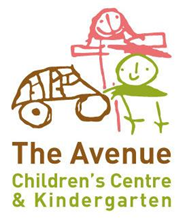 The Avenue
Children's Centre
& Kindergarten